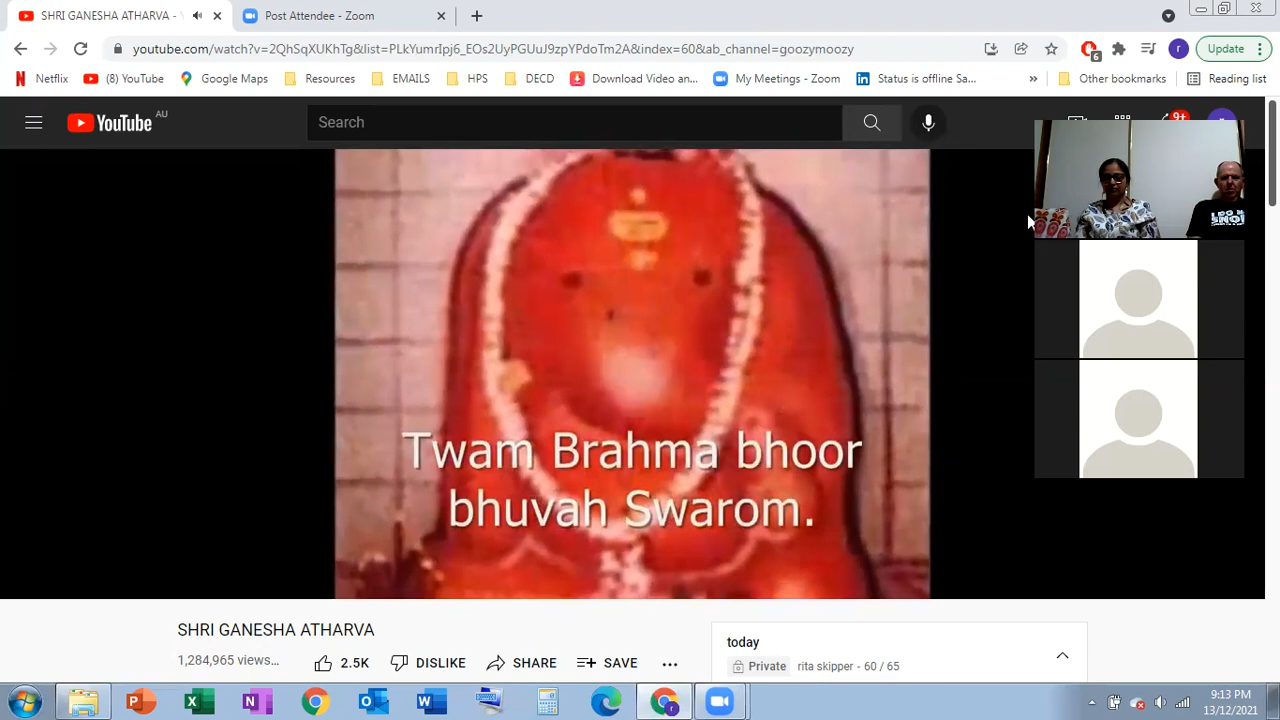 SHRI GANESHA ATHARVA -
Post Attendee - Zoom
youtube.com/watch?v=2QhSqXUKhTg&list=PLkYumrIpj6_EOs2UyPGUuJ9zpYPdoTm2A&index=60&ab_channel=goozymoozy
6
r
Update
Netflix
(8) YouTube
Google Maps
Resources
EMAILS
HPS
DECD
Download Video an...
My Meetings - Zoom
Status is offline Sa...
»
Other bookmarks
Reading list
YouTube AU
Search
9+
Twam Brahma bhoor
bhuvah Swarom.
SHRI GANESHA ATHARVA
1,284,965 views...
2.5K
DISLIKE
SHARE
SAVE
...
today
Private
rita skipper - 60 / 65
9:13 PM
13/12/2021